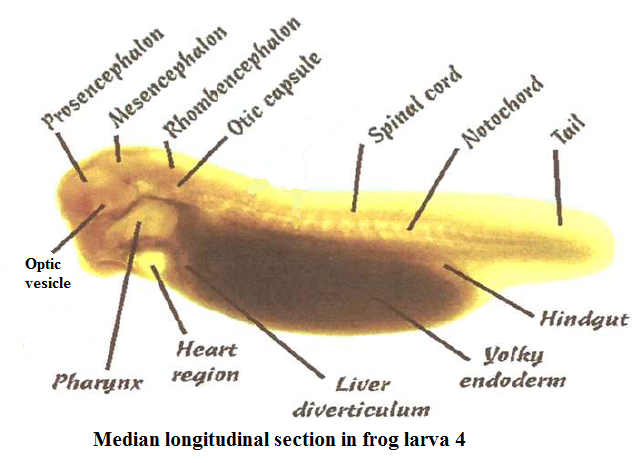 Prosencephalon
Mesencephalon
Rhombencephalon
Otic capsule
Spinal cord
Notochord
Tail
Optic
vesicle
Pharynx
Heart
region
Liver
diverticulum
Yolky
endoderm
Hindgut
Median longitudinal section in frog larva 4